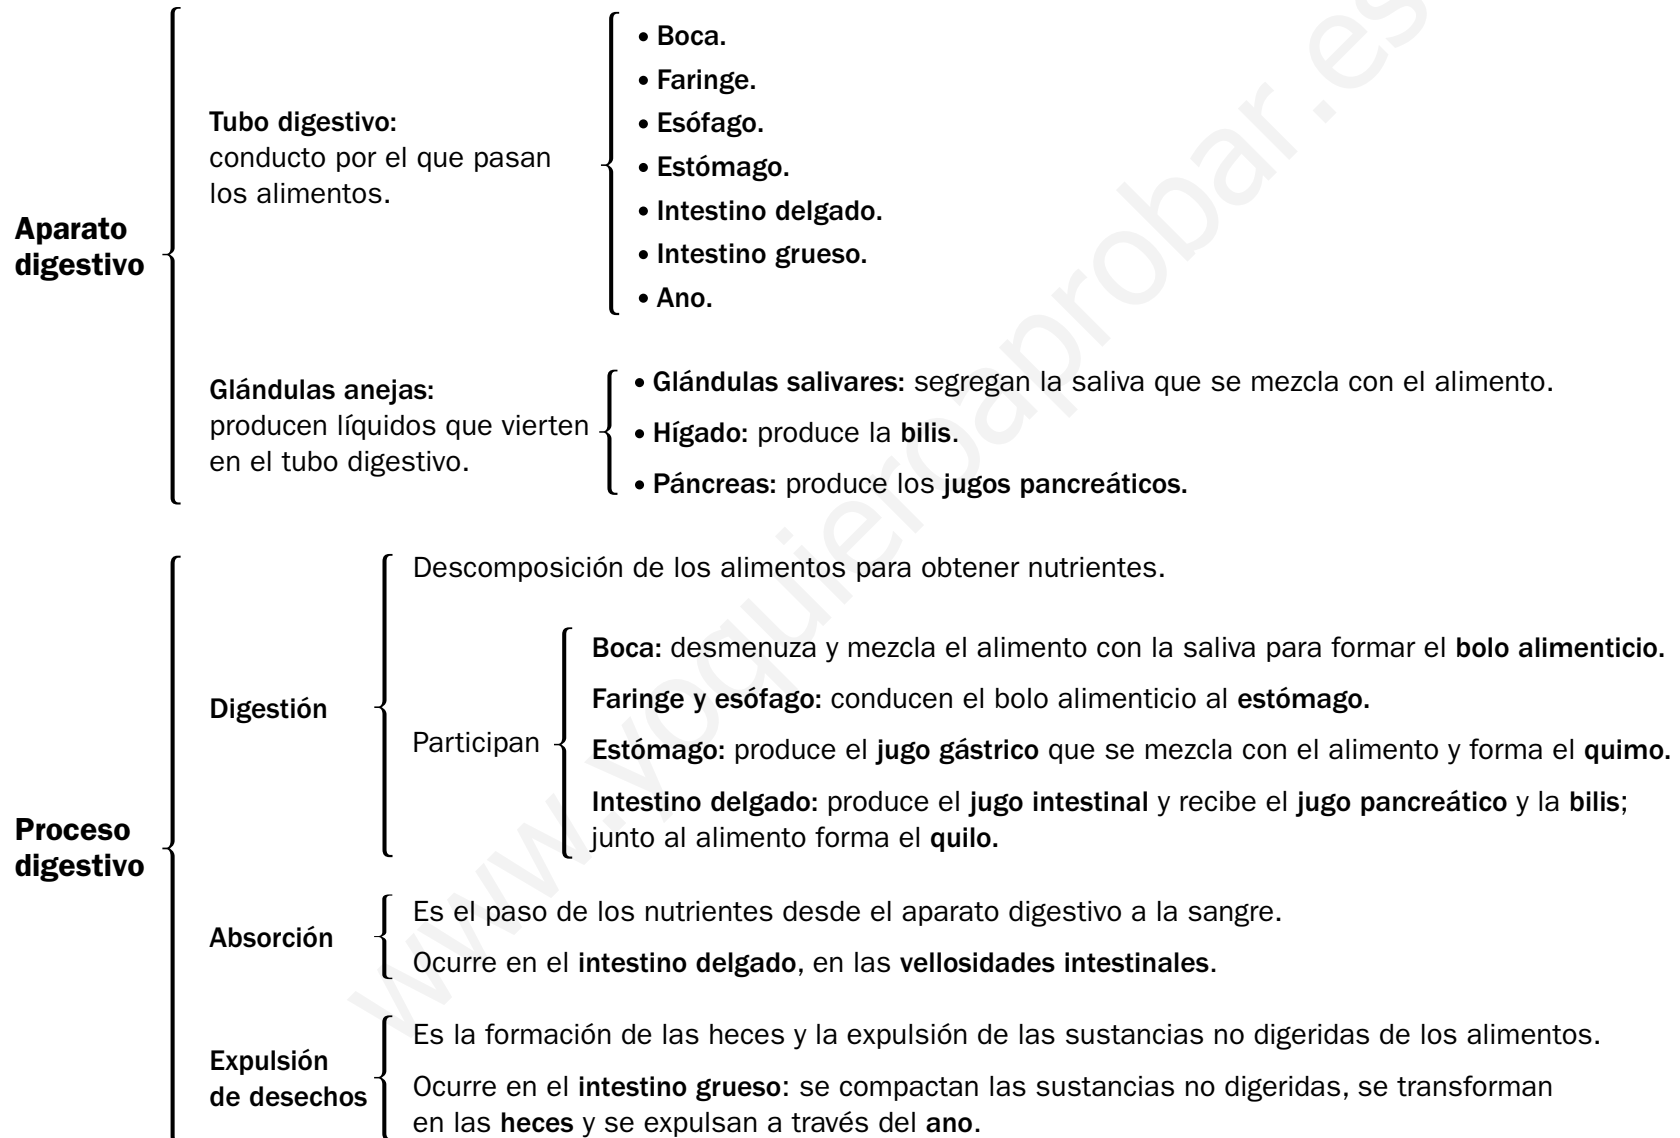 Aparato
digestivo
Tubo digestivo:
conducto por el que pasan
los alimentos.
• Boca.
• Faringe.
• Esófago.
• Estómago.
• Intestino delgado.
• Intestino grueso.
• Ano.
Glándulas anejas:
producen líquidos que vierten
en el tubo digestivo.
• Glándulas salivares: segregan la saliva que se mezcla con el alimento.
• Hígado: produce la bilis.
• Páncreas: produce los jugos pancreáticos.
Proceso
digestivo
Digestión
Descomposición de los alimentos para obtener nutrientes.
Participan
Boca: desmenuza y mezcla el alimento con la saliva para formar el bolo alimenticio.
Faringe y esófago: conducen el bolo alimenticio al estómago.
Estómago: produce el jugo gástrico que se mezcla con el alimento y forma el quimo.
Intestino delgado: produce el jugo intestinal y recibe el jugo pancreático y la bilis;
junto al alimento forma el quilo.
Absorción
Es el paso de los nutrientes desde el aparato digestivo a la sangre.
Ocurre en el intestino delgado, en las vellosidades intestinales.
Expulsión
de desechos
Es la formación de las heces y la expulsión de las sustancias no digeridas de los alimentos.
Ocurre en el intestino grueso: se compactan las sustancias no digeridas, se transforman
en las heces y se expulsan a través del ano.
www.yoquieroaprobar.es